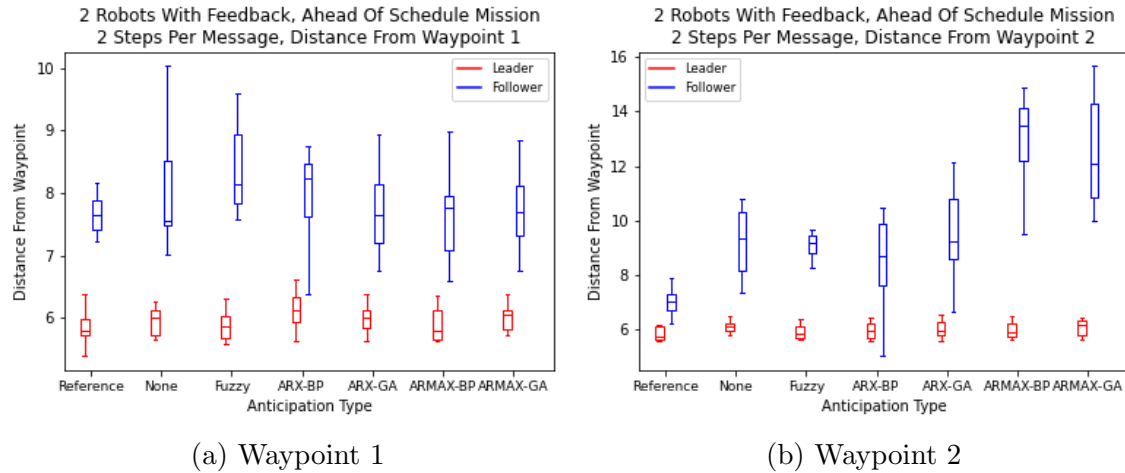 2 Robots With Feedback, Ahead Of Schedule Mission
2 Steps Per Message, Distance From Waypoint 1
Distance From Waypoint
10
9
8
7
6
Leader
Follower
Reference None Fuzzy ARX-BP ARX-GA ARMAX-BP ARMAX-GA
Anticipation Type
(a) Waypoint 1
2 Robots With Feedback, Ahead Of Schedule Mission
2 Steps Per Message, Distance From Waypoint 2
Distance From Waypoint
16
14
12
10
8
6
Leader
Follower
Reference None Fuzzy ARX-BP ARX-GA ARMAX-BP ARMAX-GA
Anticipation Type
(b) Waypoint 2